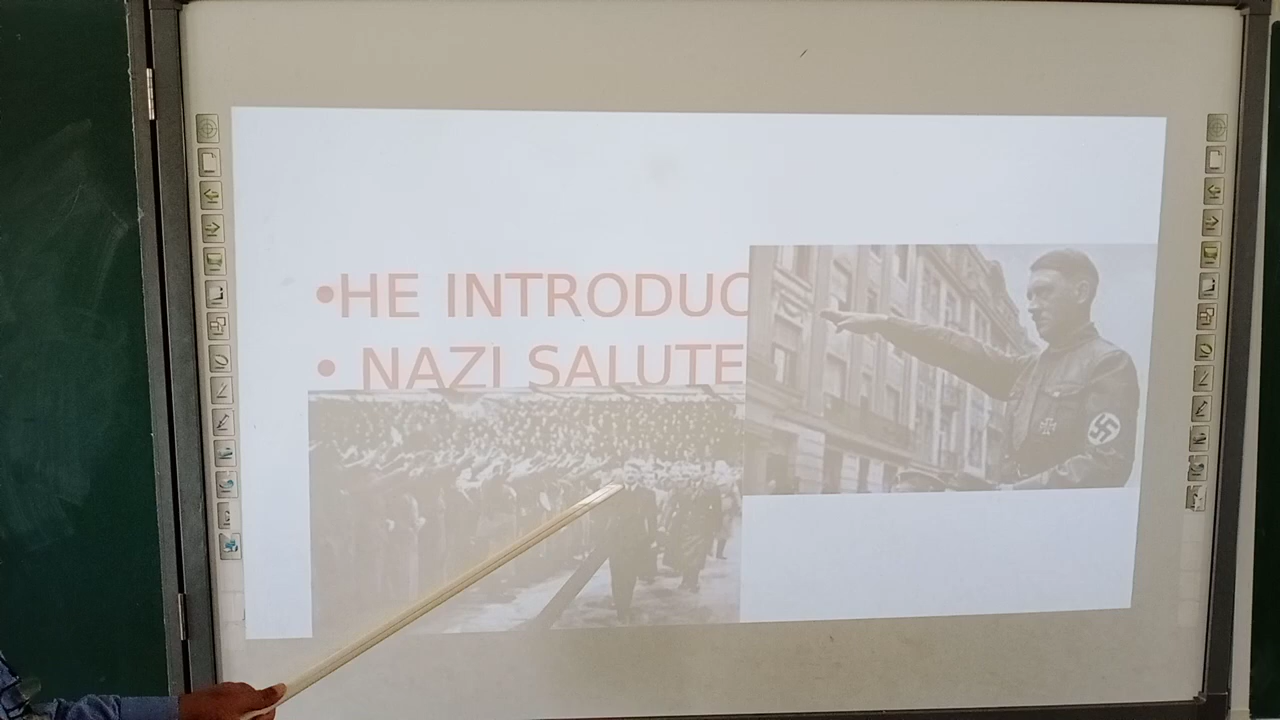 •HE INTRODUC
• NAZI SALUTE